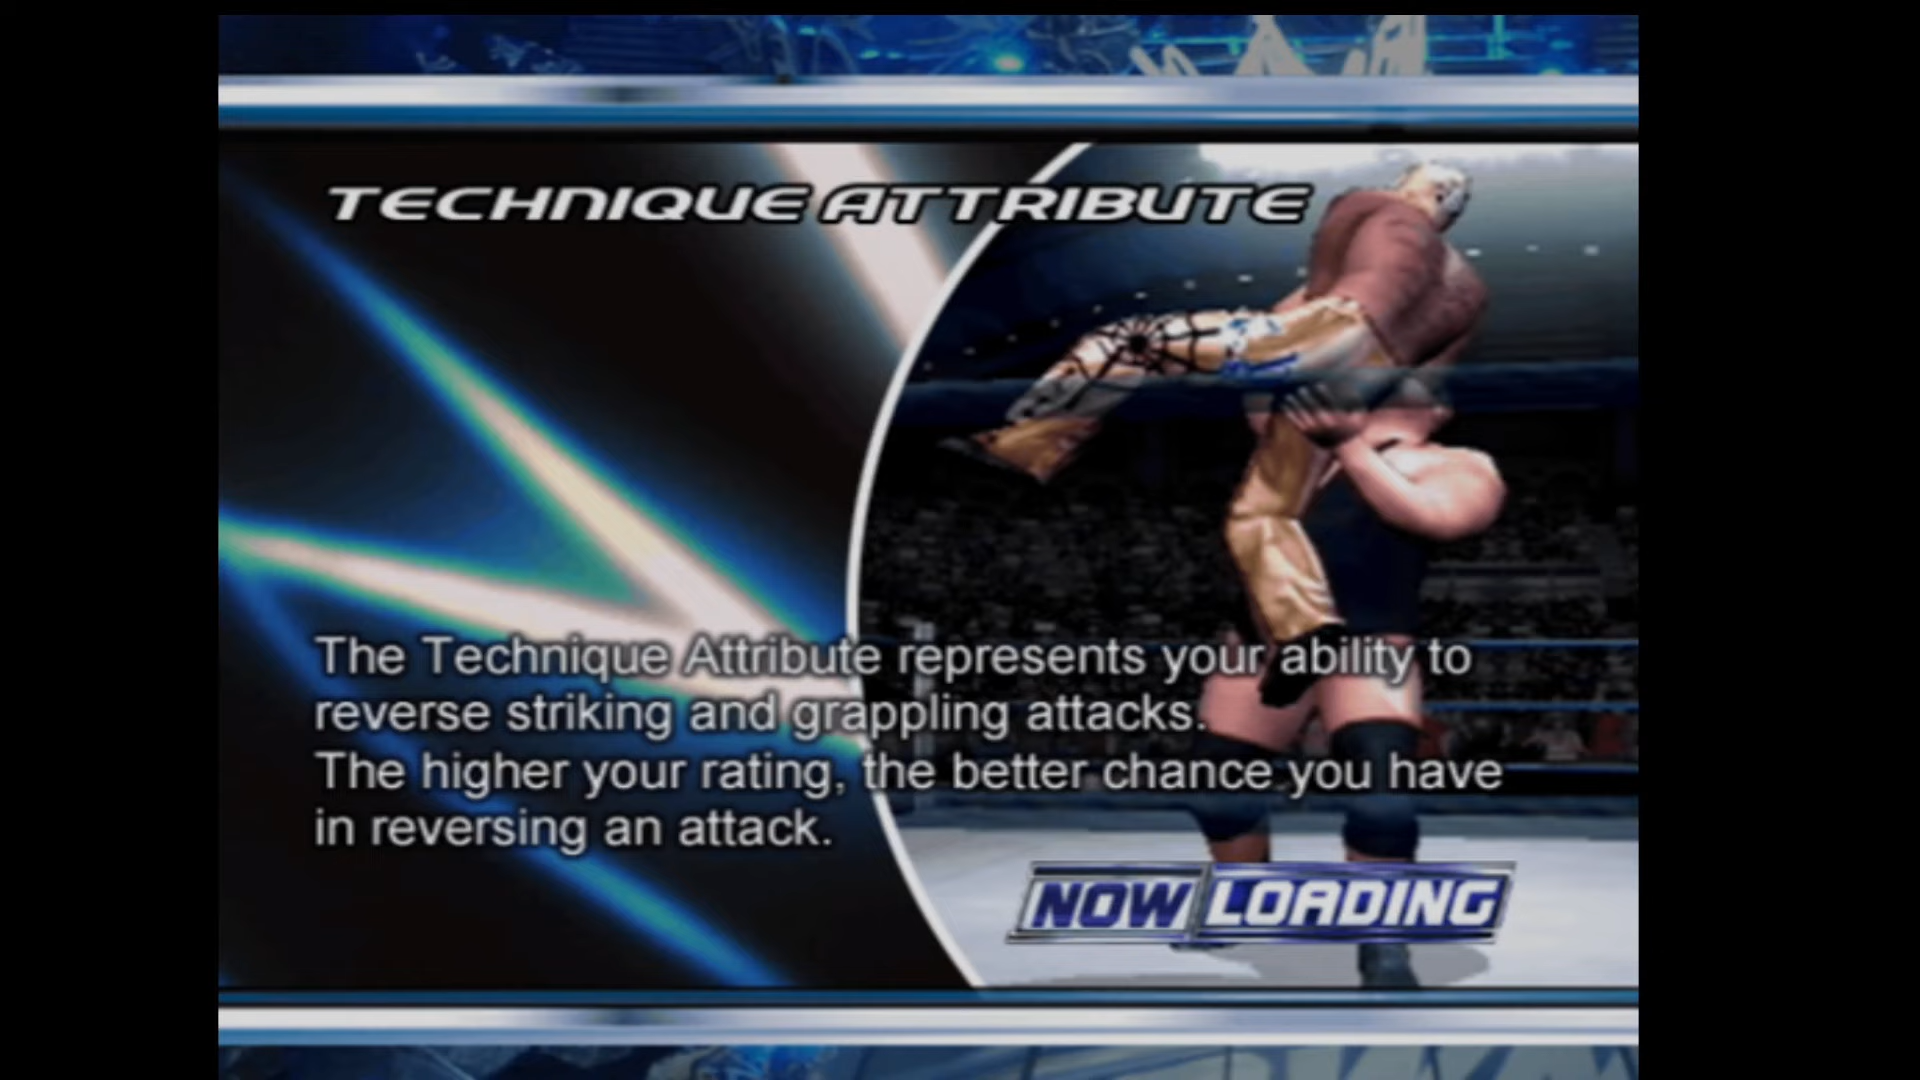 TECHNIQUE ATTRIBUTE
The Technique Attribute represents your ability to
reverse striking and grappling attacks.
The higher your rating, the better chance you have
in reversing an attack.
NOW LOADING